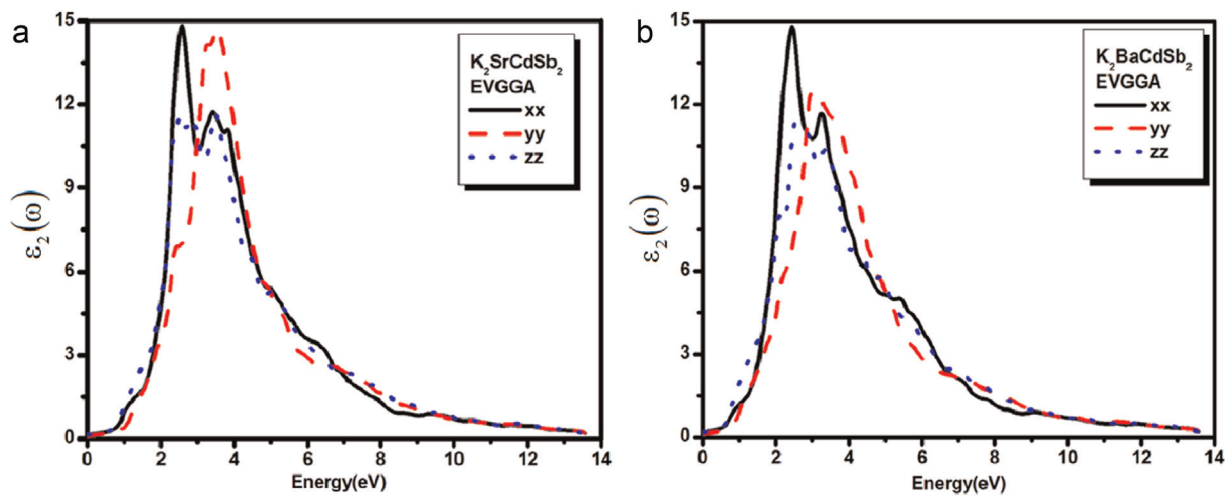 a
15
12
9
6
3
0
ε₂(ω)
K₂SrCdSb₂
EVGGA
xx
yy
zz
0 2 4 6 8 10 12 14
Energy(eV)
b
15
12
9
6
3
0
ε₂(ω)
K₂BaCdSb₂
EVGGA
xx
yy
zz
0 2 4 6 8 10 12 14
Energy(eV)